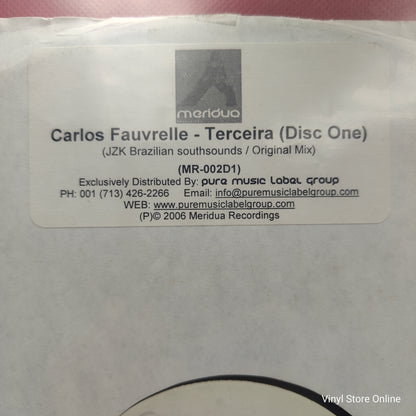 meridua
Carlos Fauvrelle - Terceira (Disc One)
(JZK Brazilian southsounds / Original Mix)
(MR-002D1)
Exclusively Distributed By: pure music Label group
PH: 001 (713) 426-2266 Email: info@puremusiclabelgroup.com
WEB: www.puremusiclabelgroup.com
(P)© 2006 Meridua Recordings
Vinyl Store Online